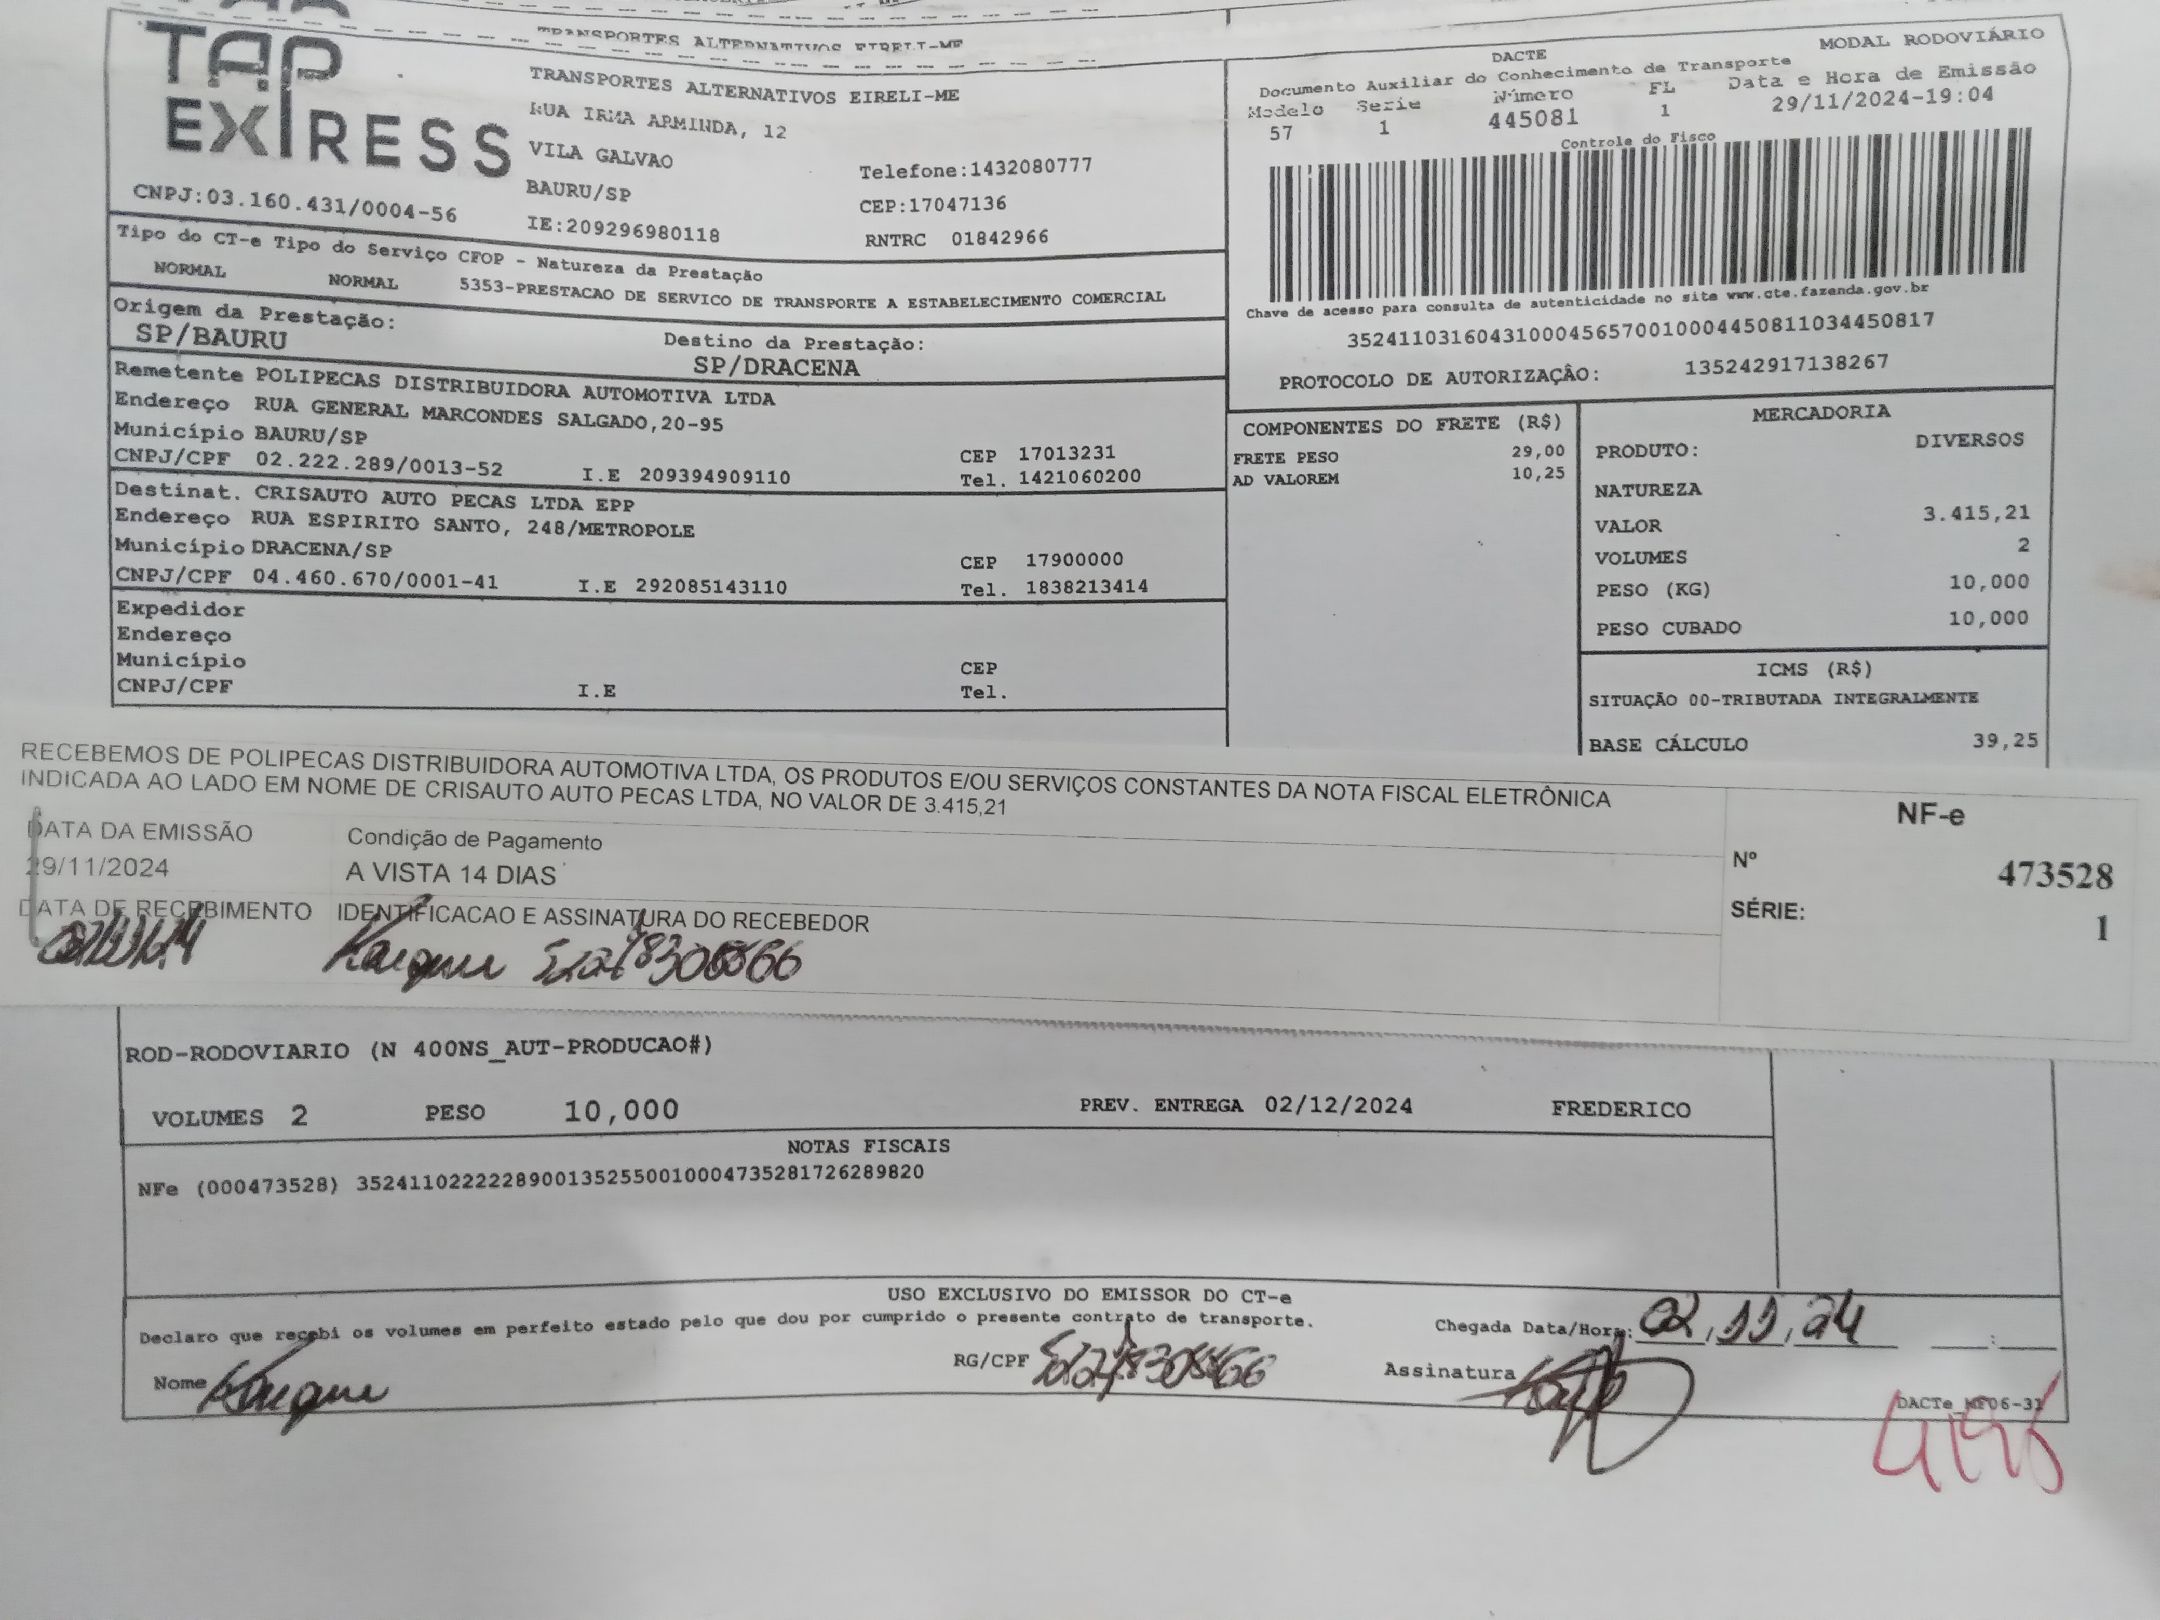 TRANSPORTES ALTERNATIVOS EIRELI-ME
TAP
EXPRESS
CNPJ:03.160.431/0004-56
TRANSPORTES ALTERNATIVOS EIRELI-ME
RUA IRMA ARMINDA, 12
VILA GALVAO
BAURU/SP
IE:209296980118
Telefone:1432080777
CEP:17047136
RNTRC 01842966
DACTE
MODAL RODOVIÁRIO
Documento Auxiliar do Conhecimento de Transporte
Modelo Serie Número FL Data e Hora de Emissão
57 1 445081 1 29/11/2024-19:04
Controle do Fisco
Chave de acesso para consulta de autenticidade no site www.cte.fazenda.gov.br
35241103160431000456570010004450811034450817
PROTOCOLO DE AUTORIZAÇÂO: 135242917138267
Tipo do CT-e Tipo do Serviço CFOP - Natureza da Prestação
NORMAL NORMAL 5353-PRESTACAO DE SERVICO DE TRANSPORTE A ESTABELECIMENTO COMERCIAL
Origem da Prestação: Destino da Prestação:
SP/BAURU SP/DRACENA
Remetente POLIPECAS DISTRIBUIDORA AUTOMOTIVA LTDA
Endereço RUA GENERAL MARCONDES SALGADO,20-95
Município BAURU/SP CEP 17013231
CNPJ/CPF 02.222.289/0013-52 I.E 209394909110 Tel. 1421060200
Destinat. CRISAUTO AUTO PECAS LTDA EPP
Endereço RUA ESPIRITO SANTO, 248/METROPOLE
Município DRACENA/SP CEP 17900000
CNPJ/CPF 04.460.670/0001-41 I.E 292085143110 Tel. 1838213414
Expedidor
Endereço
Município CEP
CNPJ/CPF I.E Tel.
COMPONENTES DO FRETE (R$)
FRETE PESO 29,00
AD VALOREM 10,25
MERCADORIA
PRODUTO: DIVERSOS
NATUREZA
VALOR 3.415,21
VOLUMES 2
PESO (KG) 10,000
PESO CUBADO 10,000
ICMS (R$)
SITUAÇÃO 00-TRIBUTADA INTEGRALMENTE
BASE CÁLCULO 39,25
RECEBEMOS DE POLIPECAS DISTRIBUIDORA AUTOMOTIVA LTDA, OS PRODUTOS E/OU SERVIÇOS CONSTANTES DA NOTA FISCAL ELETRÔNICA
INDICADA AO LADO EM NOME DE CRISAUTO AUTO PECAS LTDA, NO VALOR DE 3.415,21
DATA DA EMISSÃO Condição de Pagamento
29/11/2024 A VISTA 14 DIAS
DATA DE RECEBIMENTO IDENTIFICACAO E ASSINATURA DO RECEBEDOR
Kaique
NF-e
Nº 473528
SÉRIE: 1
ROD-RODOVIARIO (N 400NS_AUT-PRODUCAO#)
VOLUMES 2 PESO 10,000 PREV. ENTREGA 02/12/2024 FREDERICO
NOTAS FISCAIS
NFe (000473528) 35241102222289001352550010004735281726289820
USO EXCLUSIVO DO EMISSOR DO CT-e
Declaro que recebi os volumes em perfeito estado pelo que dou por cumprido o presente contrato de transporte.
Chegada Data/Hora: 02,11,24 :
Nome Kaique RG/CPF Assinatura
DACTe_MF06-31